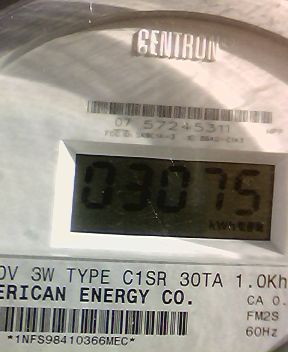 CENTRON
07 57245311
03075
0V 3W TYPE C1SR 30TA 1.0Kh
ERICAN ENERGY CO. CA 0.
FM2S
60Hz
*1NFS98410366MEC*